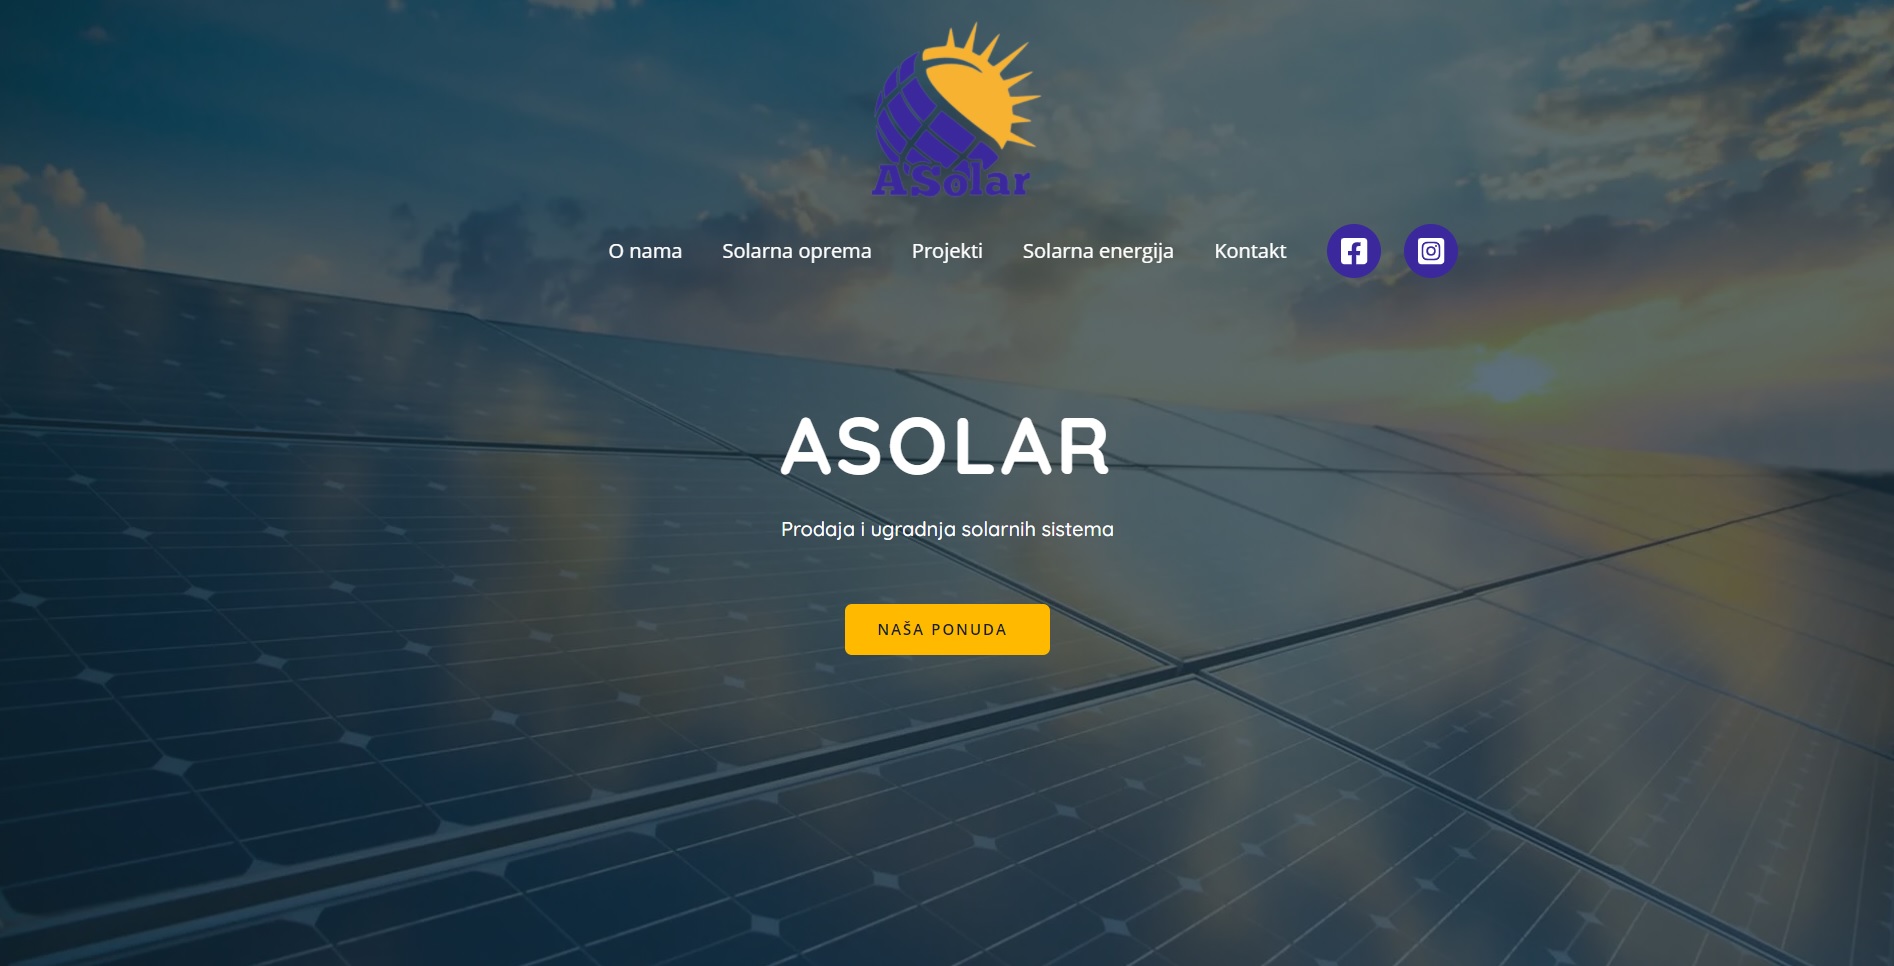 ASolar
O nama Solarna oprema Projekti Solarna energija Kontakt
ASOLAR
Prodaja i ugradnja solarnih sistema
NAŠA PONUDA